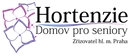 Hortenzie
Domov pro seniory
Zřizovatel hl. m. Praha